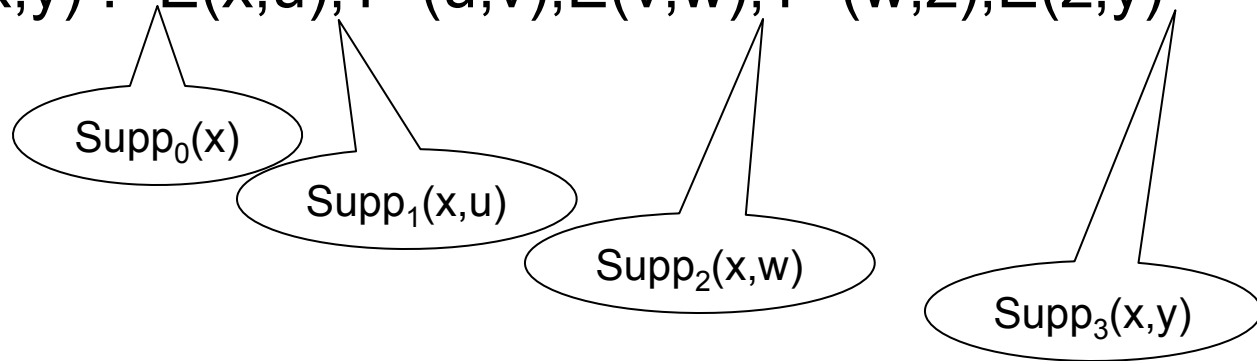 x,y) :- E(x,u), (u,v),E(v,w), (w,z),E(z,y)
Supp₀(x)
Supp₁(x,u)
Supp₂(x,w)
Supp₃(x,y)